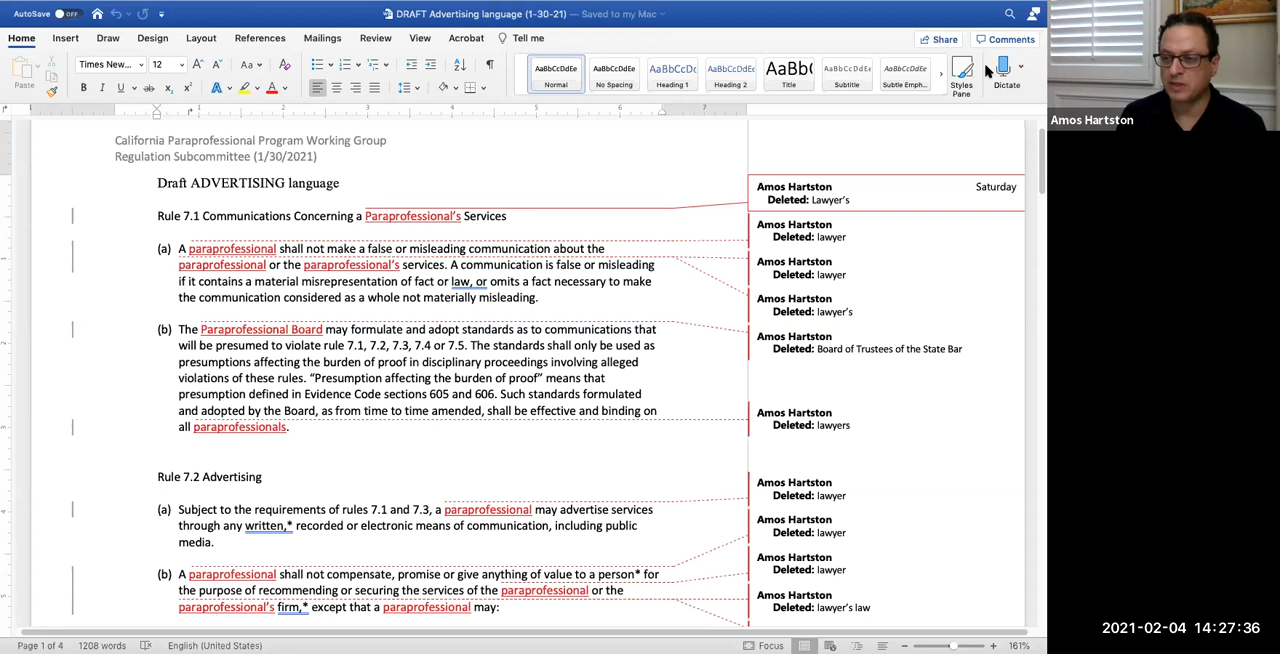 AutoSave OFF
DRAFT Advertising language (1-30-21) — Saved to my Mac
Home Insert Draw Design Layout References Mailings Review View Acrobat Tell me
Share Comments
Paste
Times New... 12
Aa
B I U ab x₂ x²
AaBbCcDdEe AaBbCcDdEe AaBbCcDc AaBbCcDdEe AaBb( AaBbCcDdEe AaBbCcDdEe
Normal No Spacing Heading 1 Heading 2 Title Subtitle Subtle Emph...
Styles Pane
Dictate
Amos Hartston
California Paraprofessional Program Working Group
Regulation Subcommittee (1/30/2021)
Draft ADVERTISING language
Rule 7.1 Communications Concerning a Paraprofessional's Services
(a) A paraprofessional shall not make a false or misleading communication about the
paraprofessional or the paraprofessional's services. A communication is false or misleading
if it contains a material misrepresentation of fact or law, or omits a fact necessary to make
the communication considered as a whole not materially misleading.
(b) The Paraprofessional Board may formulate and adopt standards as to communications that
will be presumed to violate rule 7.1, 7.2, 7.3, 7.4 or 7.5. The standards shall only be used as
presumptions affecting the burden of proof in disciplinary proceedings involving alleged
violations of these rules. “Presumption affecting the burden of proof” means that
presumption defined in Evidence Code sections 605 and 606. Such standards formulated
and adopted by the Board, as from time to time amended, shall be effective and binding on
all paraprofessionals.
Rule 7.2 Advertising
(a) Subject to the requirements of rules 7.1 and 7.3, a paraprofessional may advertise services
through any written,* recorded or electronic means of communication, including public
media.
(b) A paraprofessional shall not compensate, promise or give anything of value to a person* for
the purpose of recommending or securing the services of the paraprofessional or the
paraprofessional's firm,* except that a paraprofessional may:
Amos Hartston Saturday
Deleted: Lawyer's
Amos Hartston
Deleted: lawyer
Amos Hartston
Deleted: lawyer
Amos Hartston
Deleted: lawyer's
Amos Hartston
Deleted: Board of Trustees of the State Bar
Amos Hartston
Deleted: lawyers
Amos Hartston
Deleted: lawyer
Amos Hartston
Deleted: lawyer
Amos Hartston
Deleted: lawyer
Amos Hartston
Deleted: lawyer's law
Page 1 of 4 1208 words English (United States) Focus 161%
2021-02-04 14:27:36